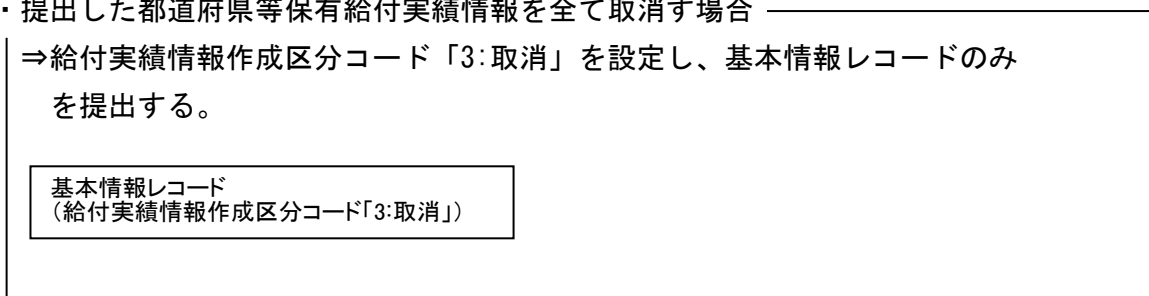 ・提出した都道府県等保有給付実績情報を全て取消す場合
⇒給付実績情報作成区分コード「3:取消」を設定し、基本情報レコードのみ
を提出する。
基本情報レコード
（給付実績情報作成区分コード「3:取消」）